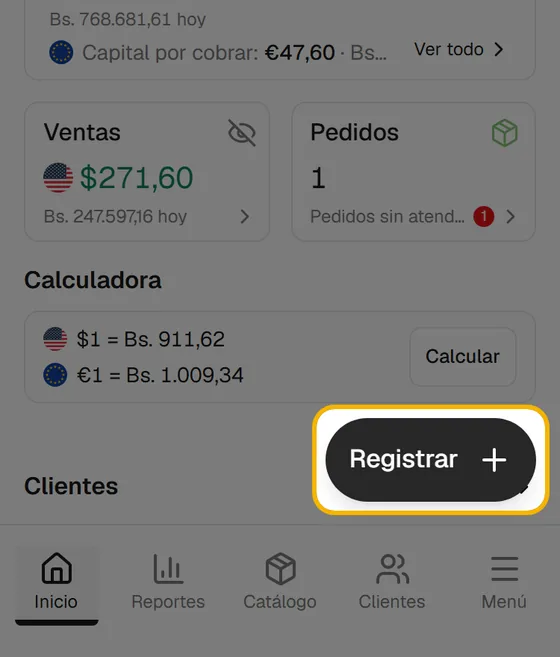 Bs. 768.681,61 hoy
Capital por cobrar: €47,60 · Bs...
Ver todo
Ventas
Pedidos
$271,60
1
Bs. 247.597,16 hoy
Pedidos sin atend... 1
Calculadora
$1 = Bs. 911,62
€1 = Bs. 1.009,34
Calcular
Registrar +
Clientes
Inicio
Reportes
Catálogo
Clientes
Menú